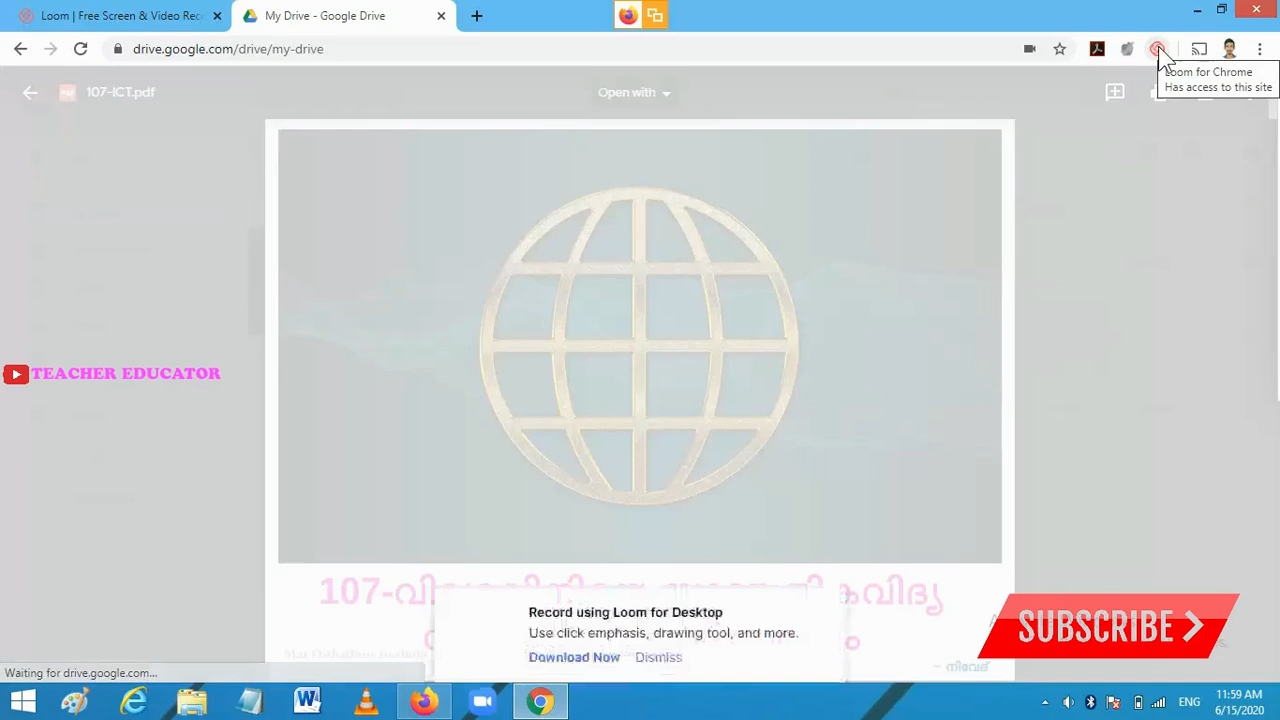 Loom | Free Screen & Video Rec
My Drive - Google Drive
drive.google.com/drive/my-drive
Loom for Chrome
Has access to this site
107-ICT.pdf
Open with
TEACHER EDUCATOR
Record using Loom for Desktop
Use click emphasis, drawing tool, and more.
Download Now Dismiss
SUBSCRIBE
Waiting for drive.google.com...
ENG
11:59 AM
6/15/2020